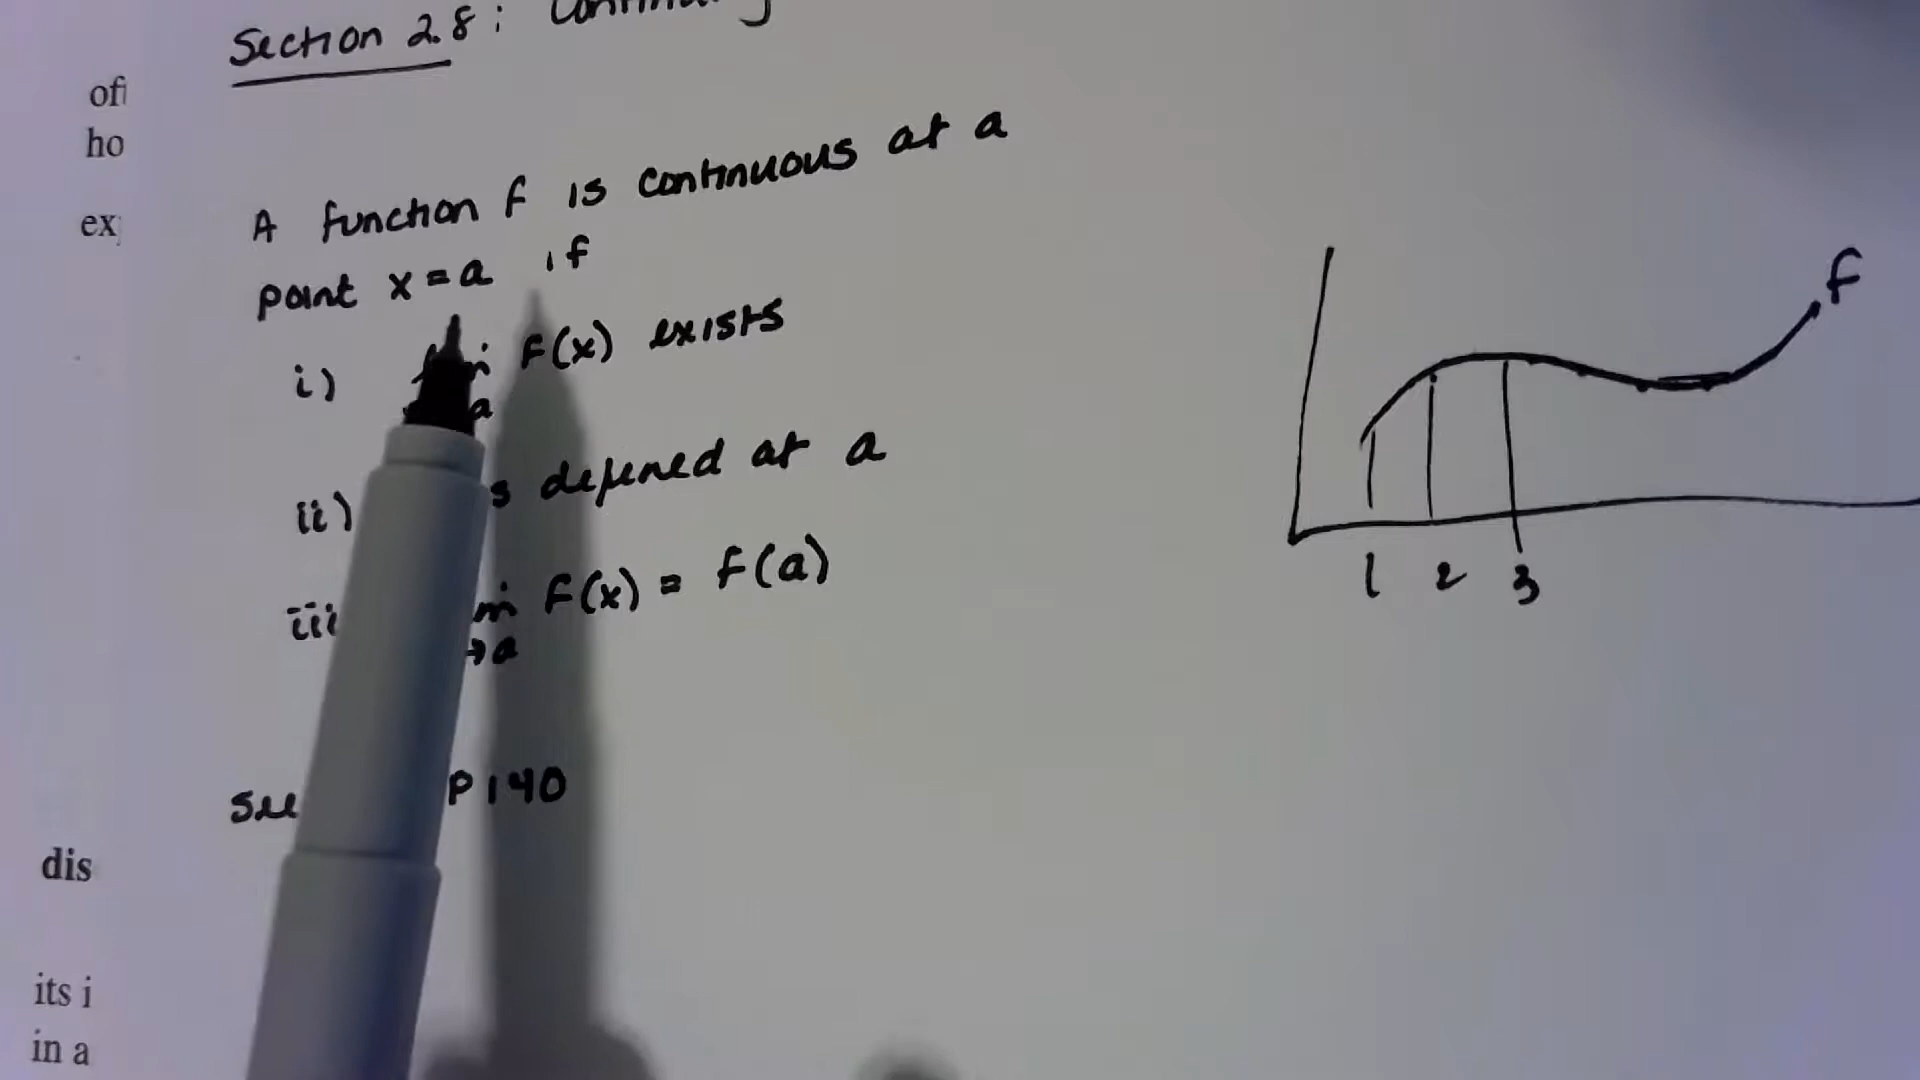 Section 2.8:
A function f is continuous at a
point x = a if
i) F(x) exists
a
ii) defined at a
iii F(x) = F(a)
→a
See P140
f
1 2 3
of
ho
ex
dis
its i
in a